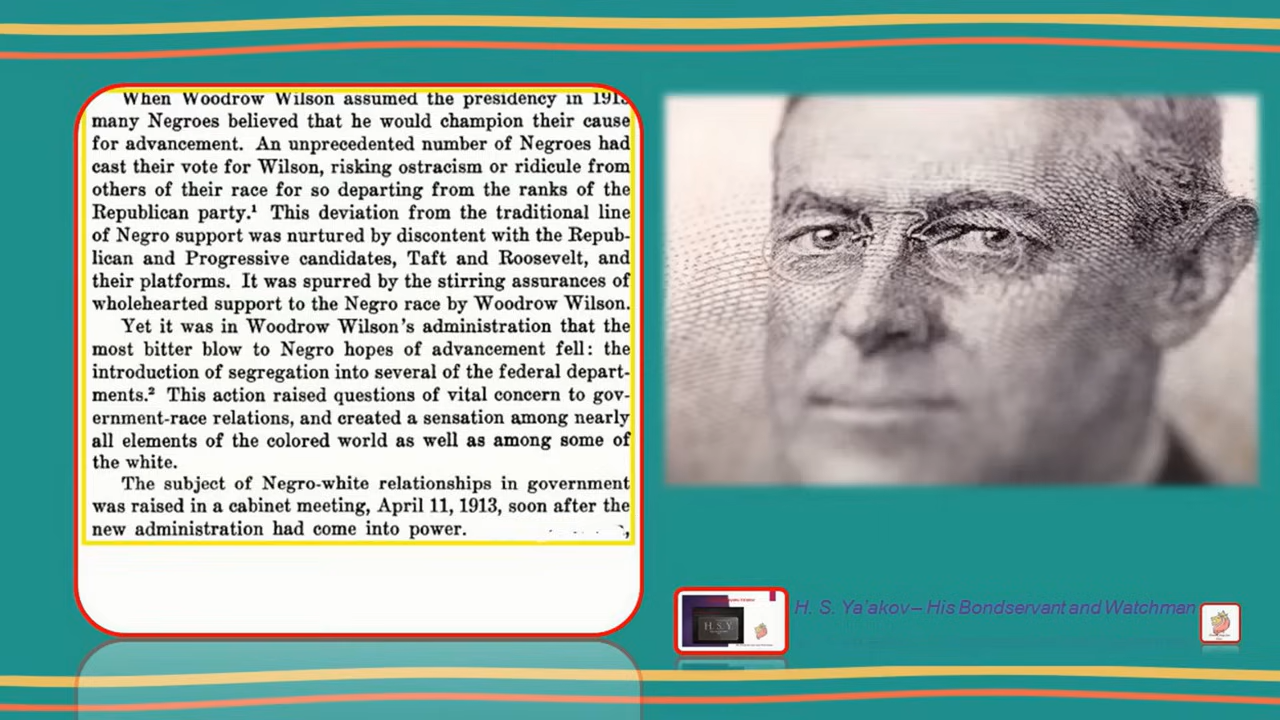 When Woodrow Wilson assumed the presidency in 1913
many Negroes believed that he would champion their cause
for advancement. An unprecedented number of Negroes had
cast their vote for Wilson, risking ostracism or ridicule from
others of their race for so departing from the ranks of the
Republican party.¹ This deviation from the traditional line
of Negro support was nurtured by discontent with the Repub-
lican and Progressive candidates, Taft and Roosevelt, and
their platforms. It was spurred by the stirring assurances of
wholehearted support to the Negro race by Woodrow Wilson.
Yet it was in Woodrow Wilson's administration that the
most bitter blow to Negro hopes of advancement fell: the
introduction of segregation into several of the federal depart-
ments.² This action raised questions of vital concern to gov-
ernment-race relations, and created a sensation among nearly
all elements of the colored world as well as among some of
the white.
The subject of Negro-white relationships in government
was raised in a cabinet meeting, April 11, 1913, soon after the
new administration had come into power.
H. S. Ya'akov – His Bondservant and Watchman
H.S.Y